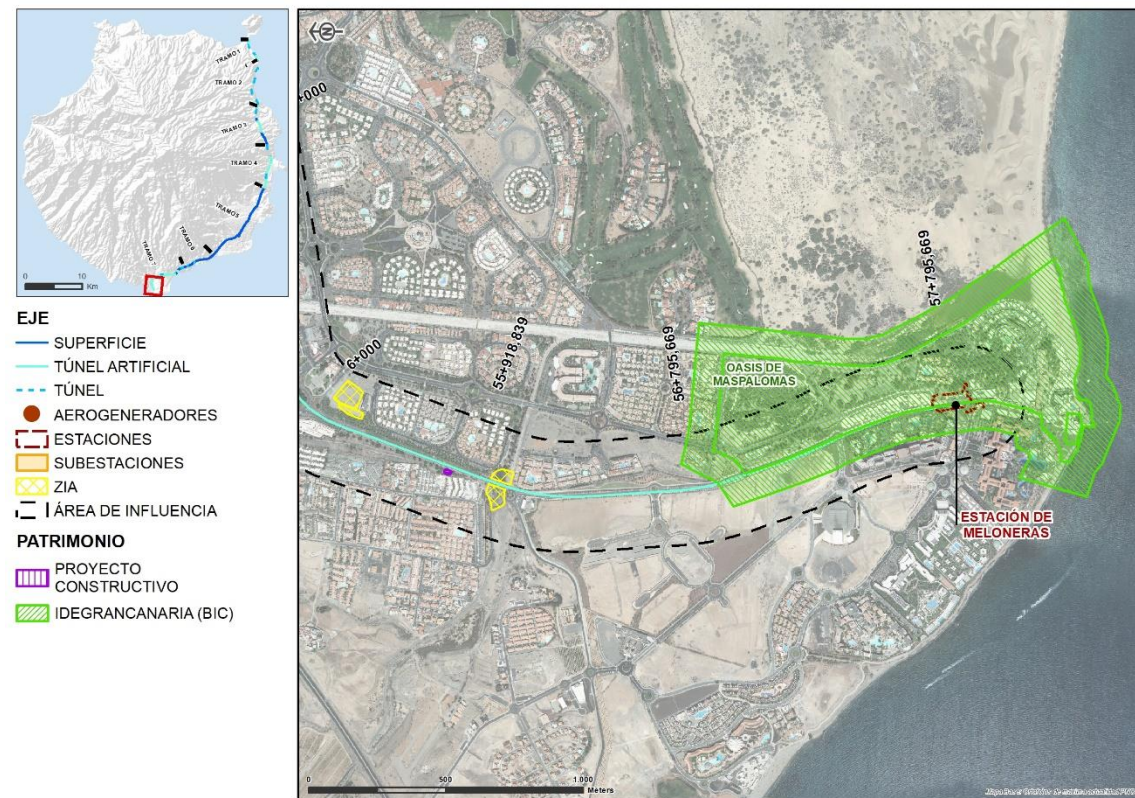 TRAMO 1
TRAMO 2
TRAMO 3
TRAMO 4
TRAMO 5
TRAMO 6
TRAMO 7
0 10
Km
EJE
SUPERFICIE
TÚNEL ARTIFICIAL
TÚNEL
AEROGENERADORES
ESTACIONES
SUBESTACIONES
ZIA
ÁREA DE INFLUENCIA
PATRIMONIO
PROYECTO
CONSTRUCTIVO
IDEGRANCANARIA (BIC)
N
+000
6+000
55+918,839
56+795,669
57+795,669
OASIS DE
MASPALOMAS
ESTACIÓN DE
MELONERAS
0 500 1.000
Meters